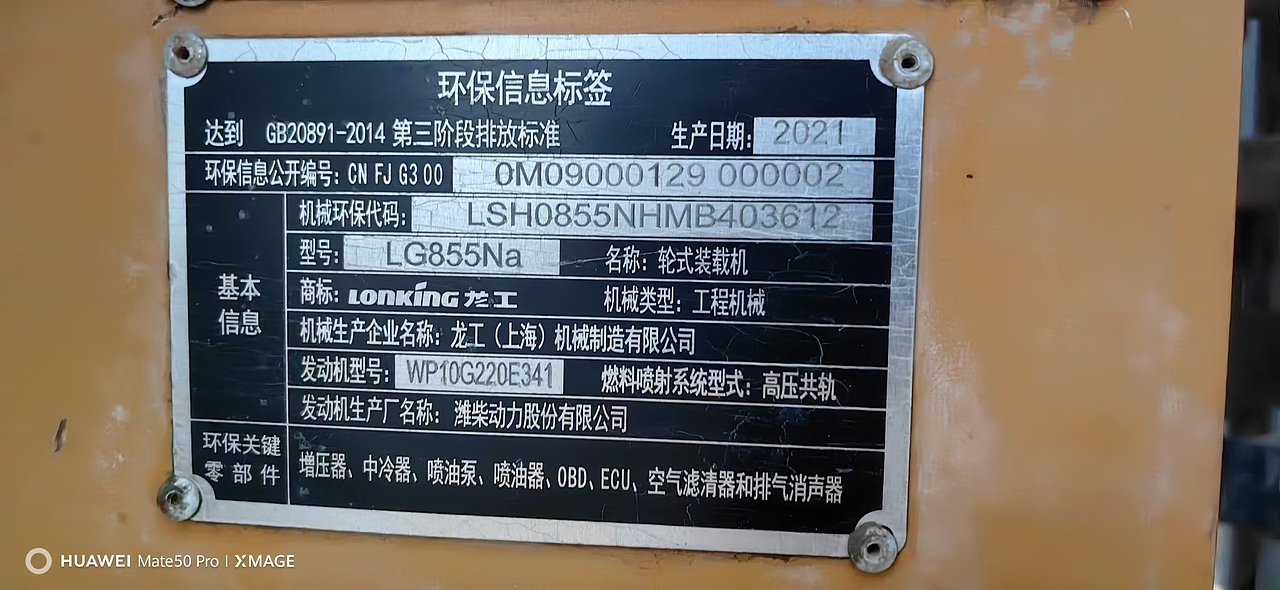 环保信息标签
达到 GB20891-2014 第三阶段排放标准 生产日期: 2021
环保信息公开编号: CN FJ G3 00 0M09000129 000002
机械环保代码: LSH0855NHMB403612
型号: LG855Na 名称: 轮式装载机
基本信息
商标: LONKING 龙工 机械类型: 工程机械
机械生产企业名称: 龙工（上海）机械制造有限公司
发动机型号: WP10G220E341 燃料喷射系统型式: 高压共轨
发动机生产厂名称: 潍柴动力股份有限公司
环保关键零部件 增压器、中冷器、喷油泵、喷油器、OBD、ECU、空气滤清器和排气消声器
HUAWEI Mate50 Pro | XMAGE